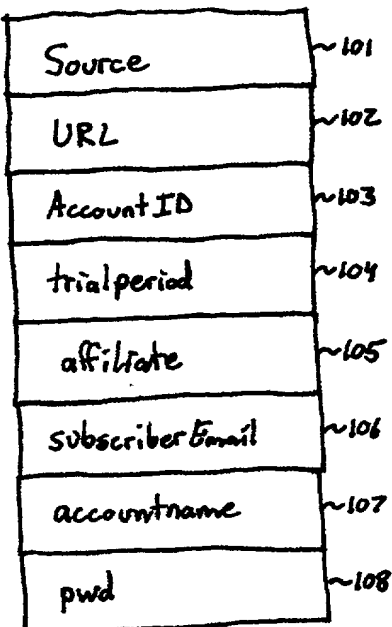 Source ~101
URL ~102
AccountID ~103
trialperiod ~104
affiliate ~105
subscriberEmail ~106
accountname ~107
pwd ~108